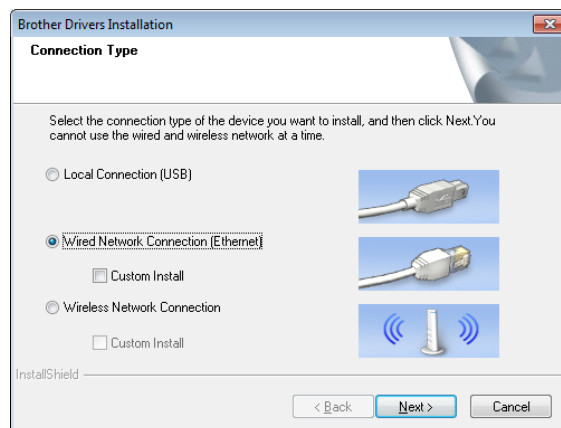 Brother Drivers Installation
Connection Type
Select the connection type of the device you want to install, and then click Next.You
cannot use the wired and wireless network at a time.
Local Connection (USB)
Wired Network Connection (Ethernet)
Custom Install
Wireless Network Connection
Custom Install
InstallShield
< Back
Next >
Cancel